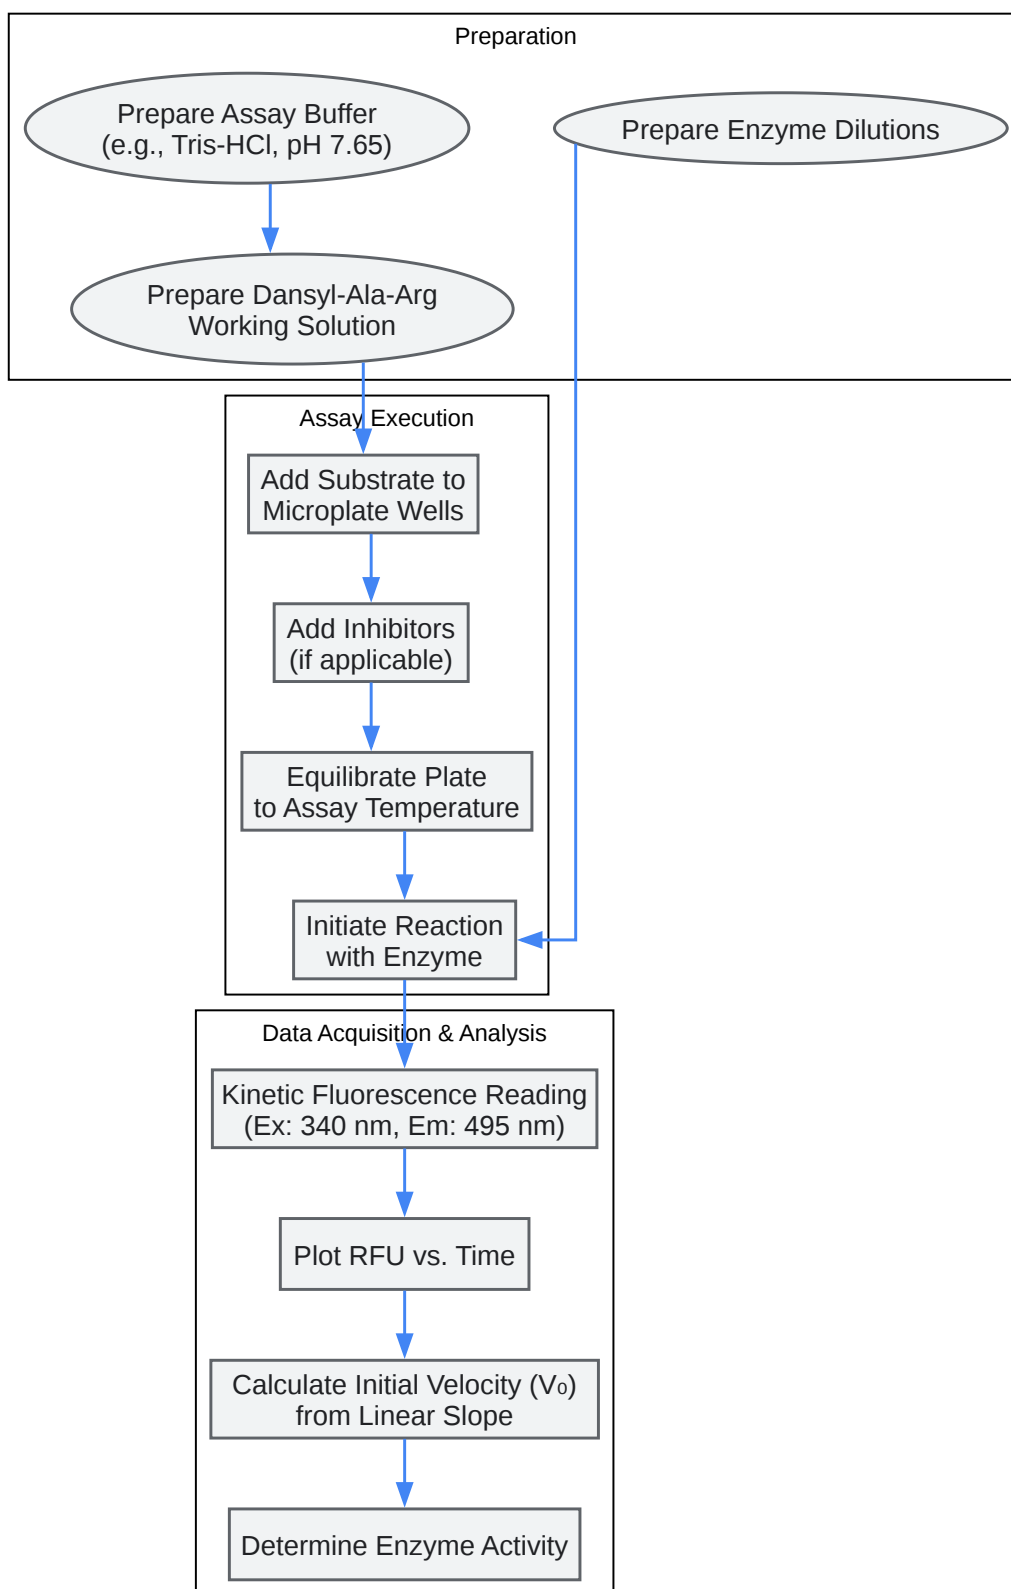 Preparation
Prepare Assay Buffer
(e.g., Tris-HCl, pH 7.65)
Prepare Enzyme Dilutions
Prepare Dansyl-Ala-Arg
Working Solution
Assay Execution
Add Substrate to
Microplate Wells
Add Inhibitors
(if applicable)
Equilibrate Plate
to Assay Temperature
Initiate Reaction
with Enzyme
Data Acquisition & Analysis
Kinetic Fluorescence Reading
(Ex: 340 nm, Em: 495 nm)
Plot RFU vs. Time
Calculate Initial Velocity (V₀)
from Linear Slope
Determine Enzyme Activity